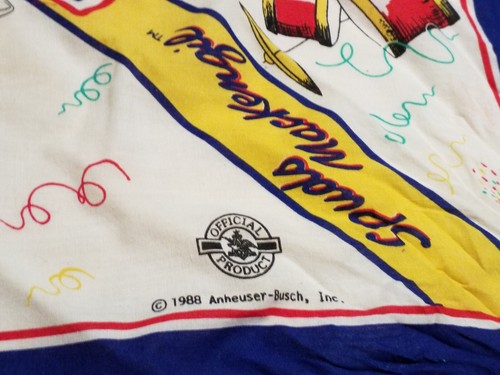 Spuds
MacKenzie™
OFFICIAL
PRODUCT
© 1988 Anheuser-Busch, Inc.